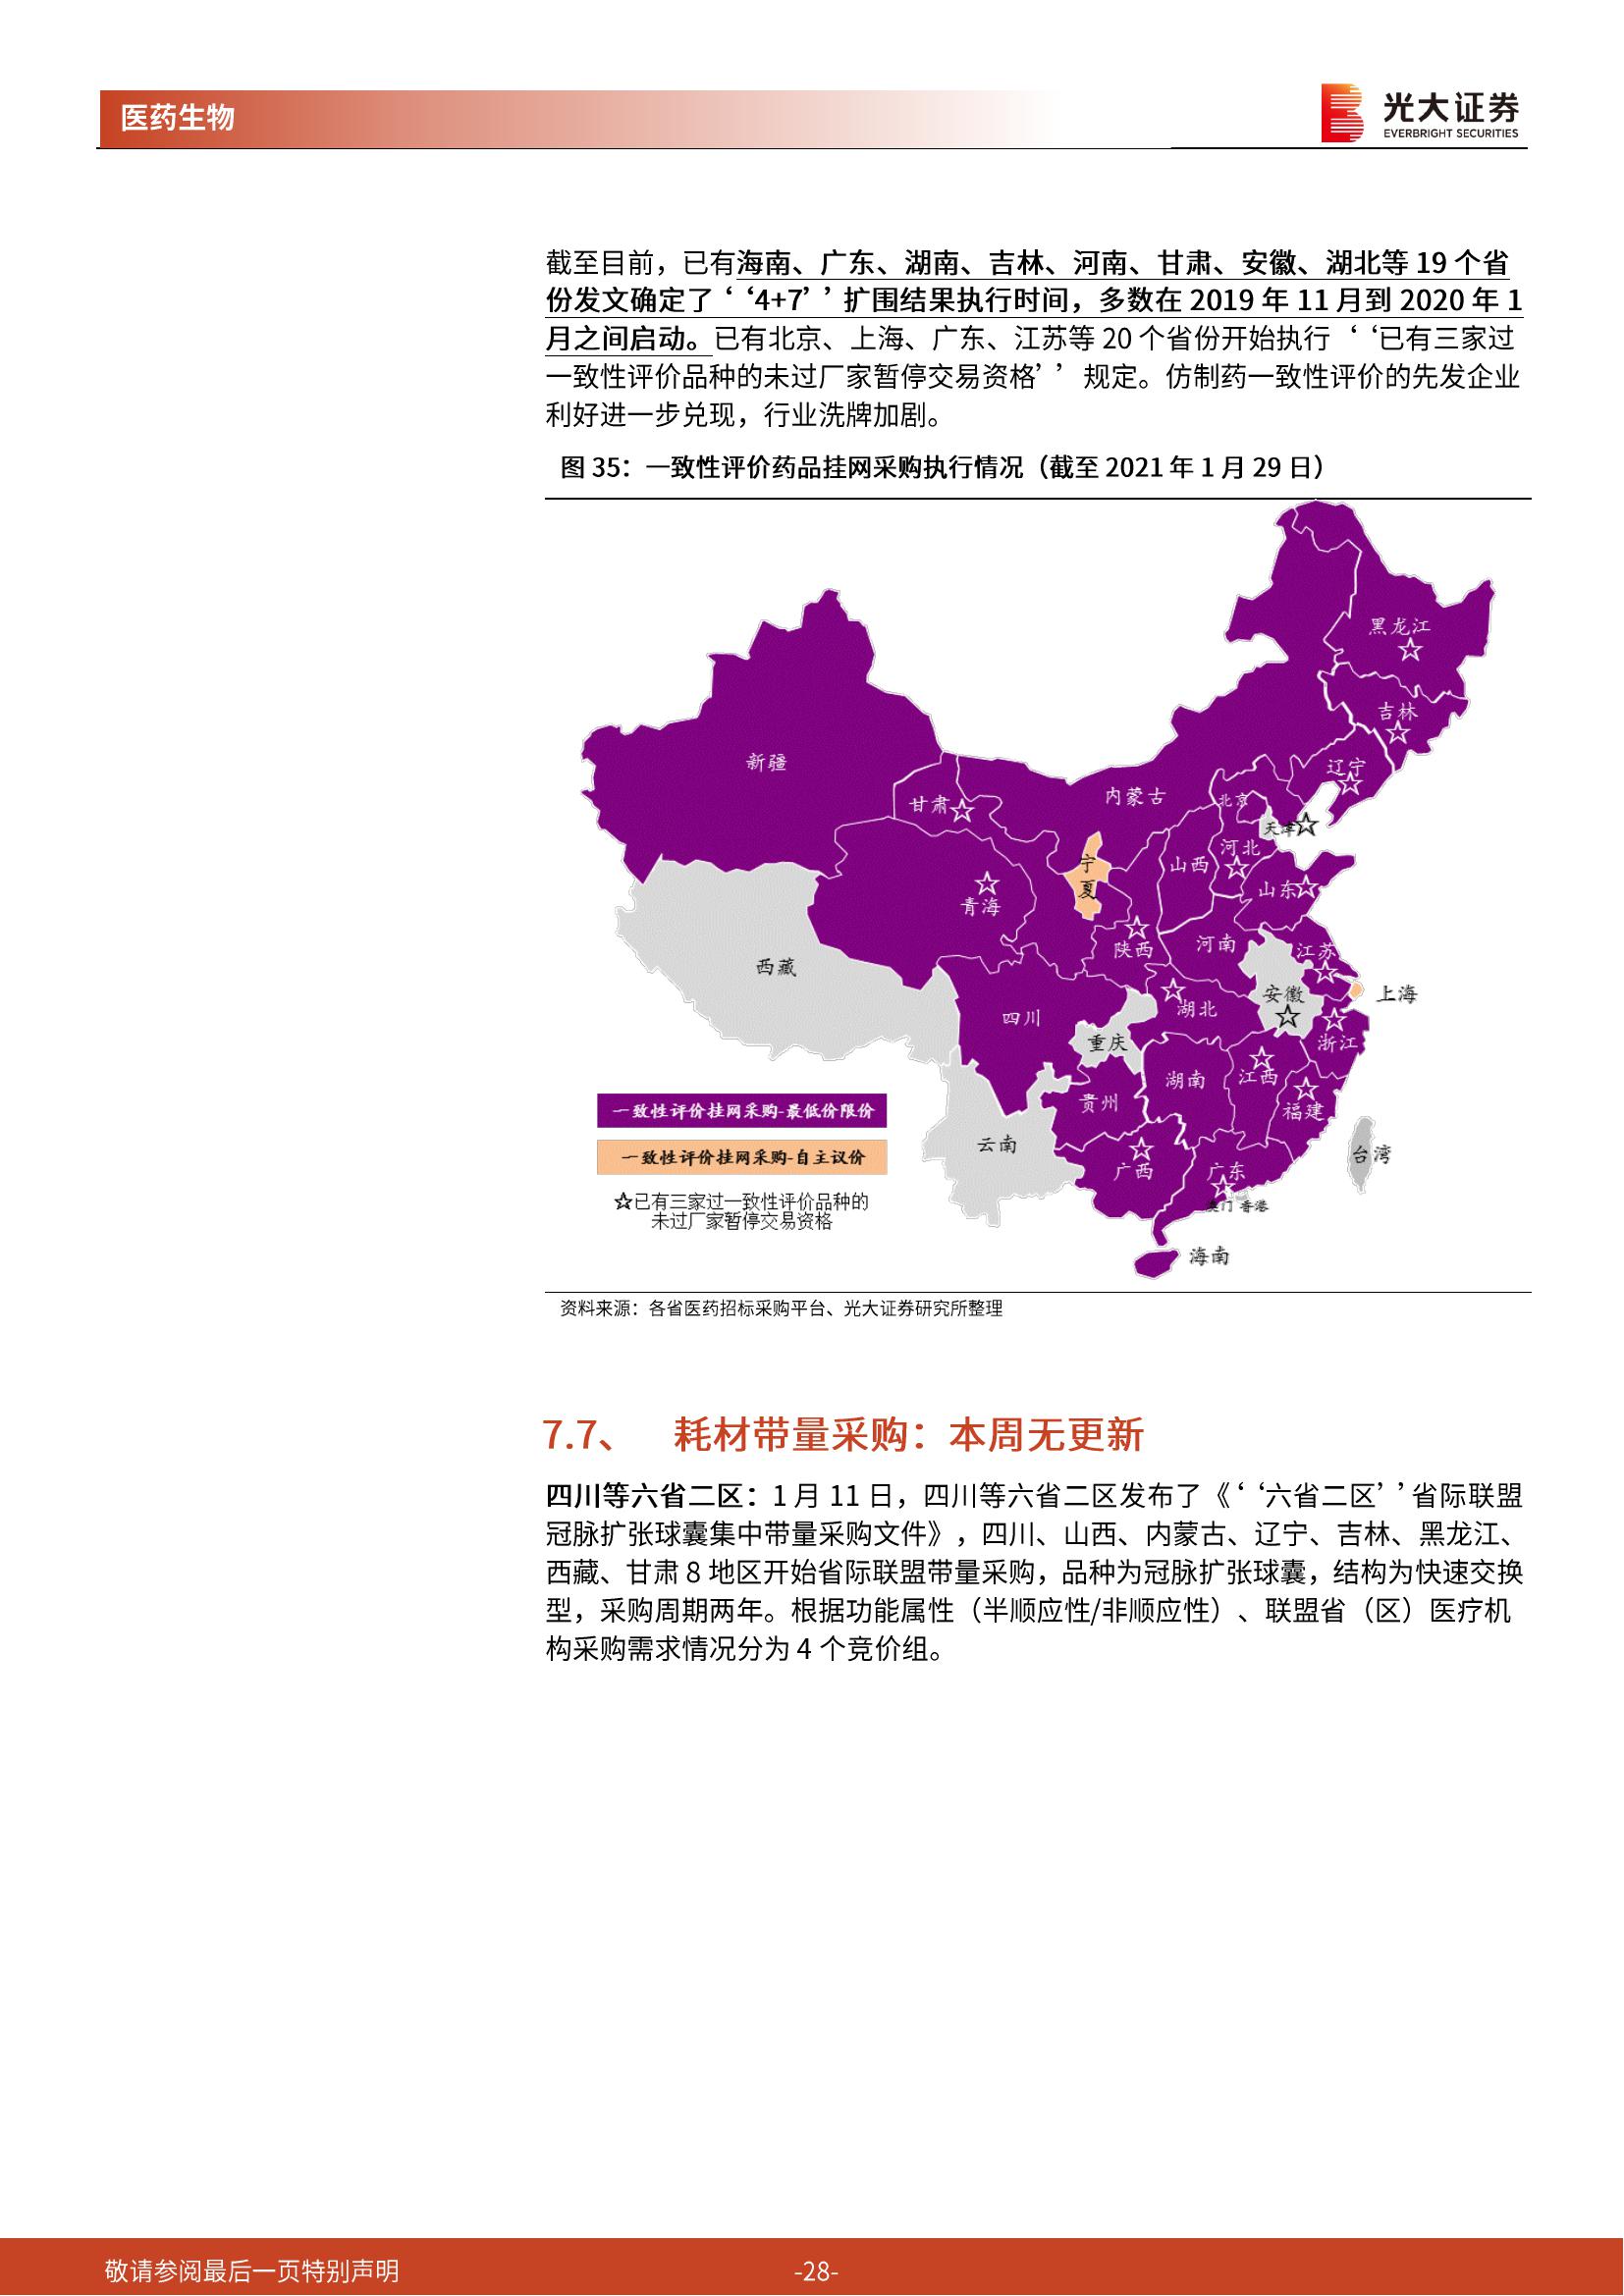 医药生物
光大证券
EVERBRIGHT SECURITIES
截至目前，已有海南、广东、湖南、吉林、河南、甘肃、安徽、湖北等 19 个省
份发文确定了‘‘4+7’’扩围结果执行时间，多数在 2019 年 11 月到 2020 年 1
月之间启动。已有北京、上海、广东、江苏等 20 个省份开始执行‘‘已有三家过
一致性评价品种的未过厂家暂停交易资格’’规定。仿制药一致性评价的先发企业
利好进一步兑现，行业洗牌加剧。
图 35：一致性评价药品挂网采购执行情况（截至 2021 年 1 月 29 日）
黑龙江
吉林
辽宁
新疆
内蒙古
北京
甘肃
天津
河北
宁夏
山西
山东
青海
陕西
河南
江苏
西藏
安徽
上海
湖北
四川
重庆
浙江
湖南
江西
贵州
福建
一致性评价挂网采购-最低价限价
云南
台湾
一致性评价挂网采购-自主议价
广西
广东
☆已有三家过一致性评价品种的
未过厂家暂停交易资格
澳门 香港
海南
资料来源：各省医药招标采购平台、光大证券研究所整理
7.7、 耗材带量采购：本周无更新
四川等六省二区：1 月 11 日，四川等六省二区发布了《‘‘六省二区’’省际联盟
冠脉扩张球囊集中带量采购文件》，四川、山西、内蒙古、辽宁、吉林、黑龙江、
西藏、甘肃 8 地区开始省际联盟带量采购，品种为冠脉扩张球囊，结构为快速交换
型，采购周期两年。根据功能属性（半顺应性/非顺应性）、联盟省（区）医疗机
构采购需求情况分为 4 个竞价组。
敬请参阅最后一页特别声明
-28-